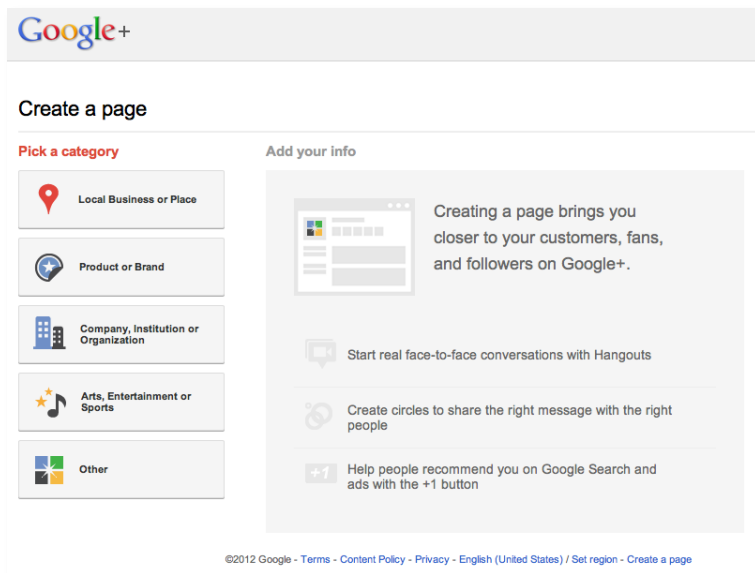 Google+
Create a page
Pick a category
Add your info
Local Business or Place
Product or Brand
Company, Institution or
Organization
Arts, Entertainment or
Sports
Other
Creating a page brings you
closer to your customers, fans,
and followers on Google+.
Start real face-to-face conversations with Hangouts
Create circles to share the right message with the right
people
+1
Help people recommend you on Google Search and
ads with the +1 button
©2012 Google - Terms - Content Policy - Privacy - English (United States) / Set region - Create a page